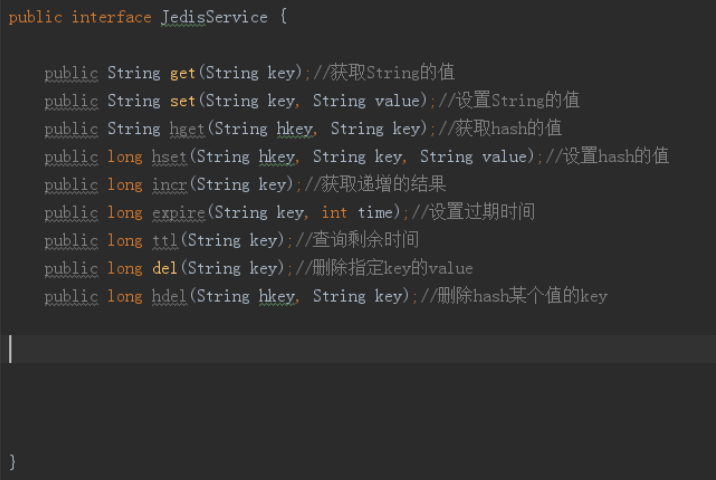 public interface JedisService {
public String get(String key);//获取String的值
public String set(String key, String value);//设置String的值
public String hget(String hkey, String key);//获取hash的值
public long hset(String hkey, String key, String value);//设置hash的值
public long incr(String key);//获取递增的结果
public long expire(String key, int time);//设置过期时间
public long ttl(String key);//查询剩余时间
public long del(String key);//删除指定key的value
public long hdel(String hkey, String key);//删除hash某个值的key
}